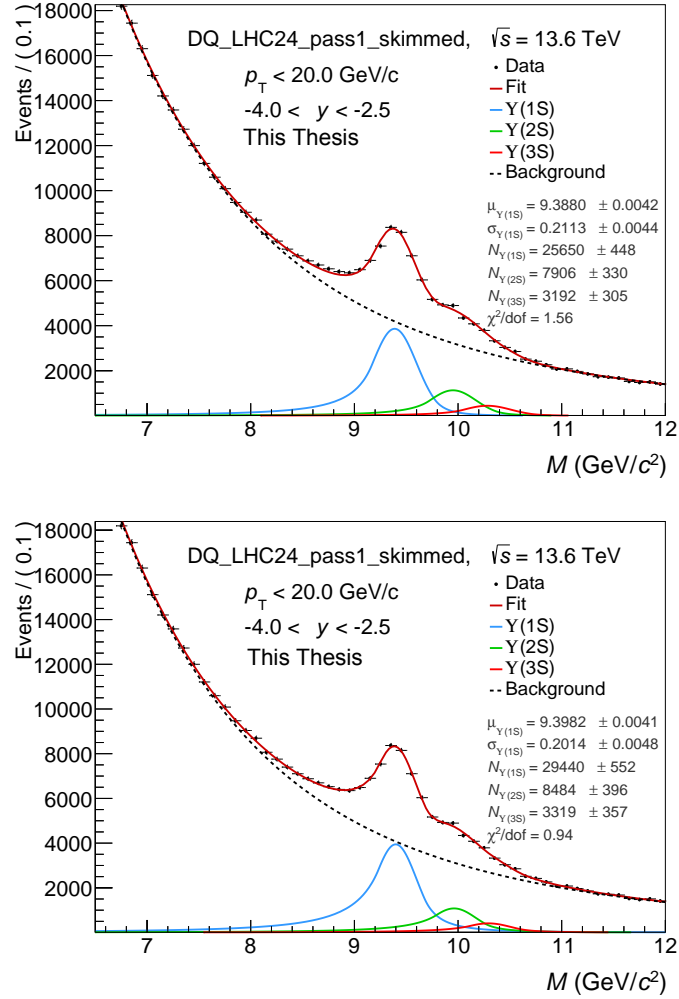 Events / ( 0.1 )
18000
16000
14000
12000
10000
8000
6000
4000
2000
DQ_LHC24_pass1_skimmed, √s = 13.6 TeV
p_T < 20.0 GeV/c
-4.0 < y < -2.5
This Thesis
Data
Fit
ϒ(1S)
ϒ(2S)
ϒ(3S)
Background
μ_ϒ(1S) = 9.3880 ± 0.0042
σ_ϒ(1S) = 0.2113 ± 0.0044
N_ϒ(1S) = 25650 ± 448
N_ϒ(2S) = 7906 ± 330
N_ϒ(3S) = 3192 ± 305
χ²/dof = 1.56
7 8 9 10 11 12
M (GeV/c²)
Events / ( 0.1 )
18000
16000
14000
12000
10000
8000
6000
4000
2000
DQ_LHC24_pass1_skimmed, √s = 13.6 TeV
p_T < 20.0 GeV/c
-4.0 < y < -2.5
This Thesis
Data
Fit
ϒ(1S)
ϒ(2S)
ϒ(3S)
Background
μ_ϒ(1S) = 9.3982 ± 0.0041
σ_ϒ(1S) = 0.2014 ± 0.0048
N_ϒ(1S) = 29440 ± 552
N_ϒ(2S) = 8484 ± 396
N_ϒ(3S) = 3319 ± 357
χ²/dof = 0.94
7 8 9 10 11 12
M (GeV/c²)